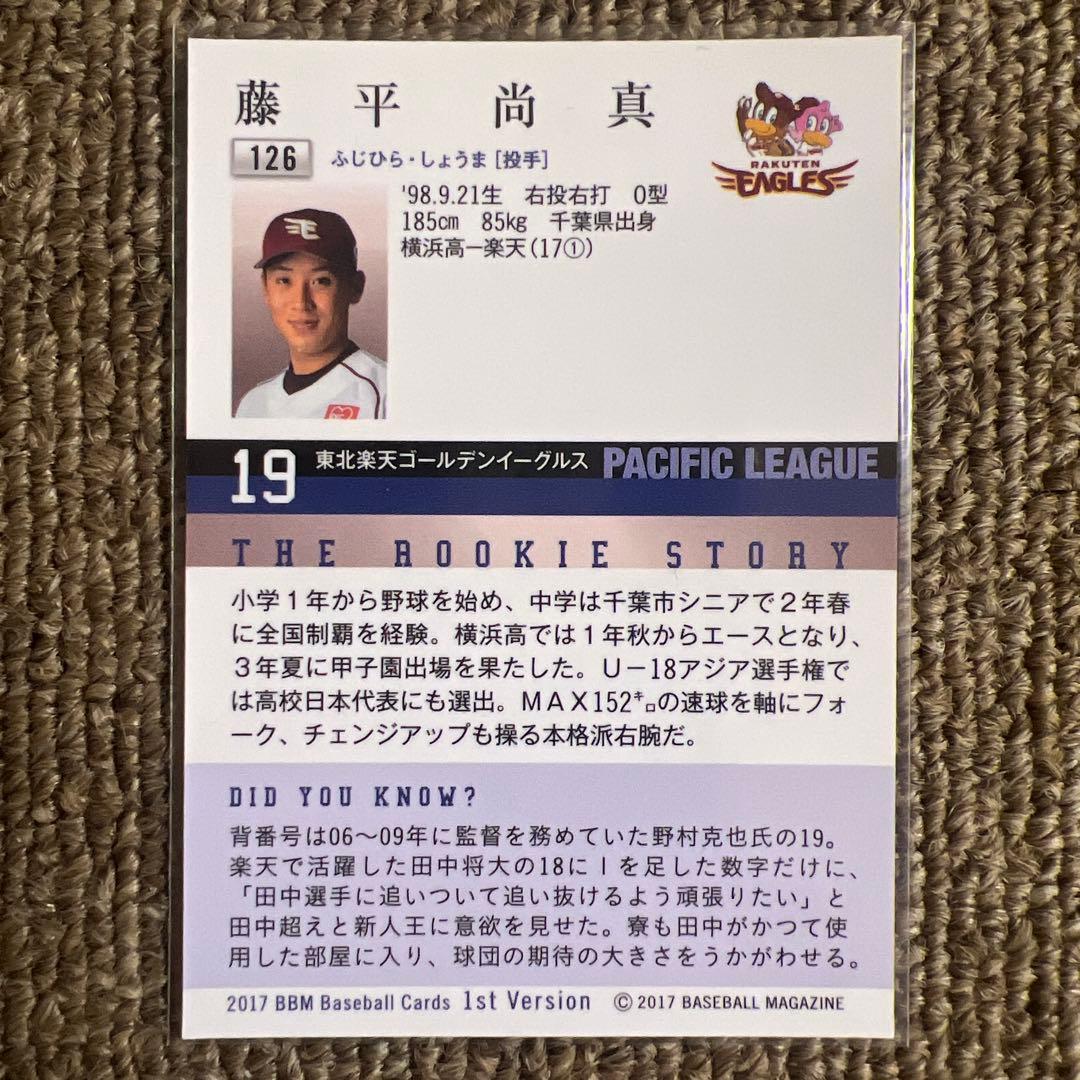 藤平尚真
RAKUTEN
EAGLES
126
ふじひら・しょうま [投手]
'98.9.21生 右投右打 O型
185cm 85kg 千葉県出身
横浜高ー楽天(17①)
19
東北楽天ゴールデンイーグルス
PACIFIC LEAGUE
THE ROOKIE STORY
小学1年から野球を始め、中学は千葉市シニアで2年春
に全国制覇を経験。横浜高では1年秋からエースとなり、
3年夏に甲子園出場を果たした。U-18アジア選手権で
は高校日本代表にも選出。MAX152㌔の速球を軸にフォ
ーク、チェンジアップも操る本格派右腕だ。
DID YOU KNOW?
背番号は06〜09年に監督を務めていた野村克也氏の19。
楽天で活躍した田中将大の18に1を足した数字だけに、
「田中選手に追いついて追い抜けるよう頑張りたい」と
田中超えと新人王に意欲を見せた。寮も田中がかつて使
用した部屋に入り、球団の期待の大きさをうかがわせる。
2017 BBM Baseball Cards 1st Version © 2017 BASEBALL MAGAZINE